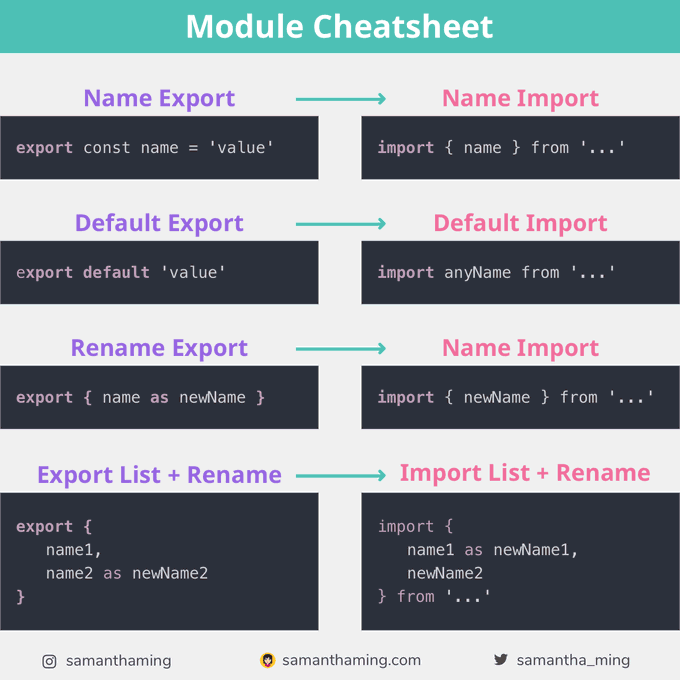 Module Cheatsheet
Name Export
Name Import
export const name = 'value'
import { name } from '...'
Default Export
Default Import
export default 'value'
import anyName from '...'
Rename Export
Name Import
export { name as newName }
import { newName } from '...'
Export List + Rename
Import List + Rename
export {
name1,
name2 as newName2
}
import {
name1 as newName1,
newName2
} from '...'
samanthaming
samanthaming.com
samantha_ming